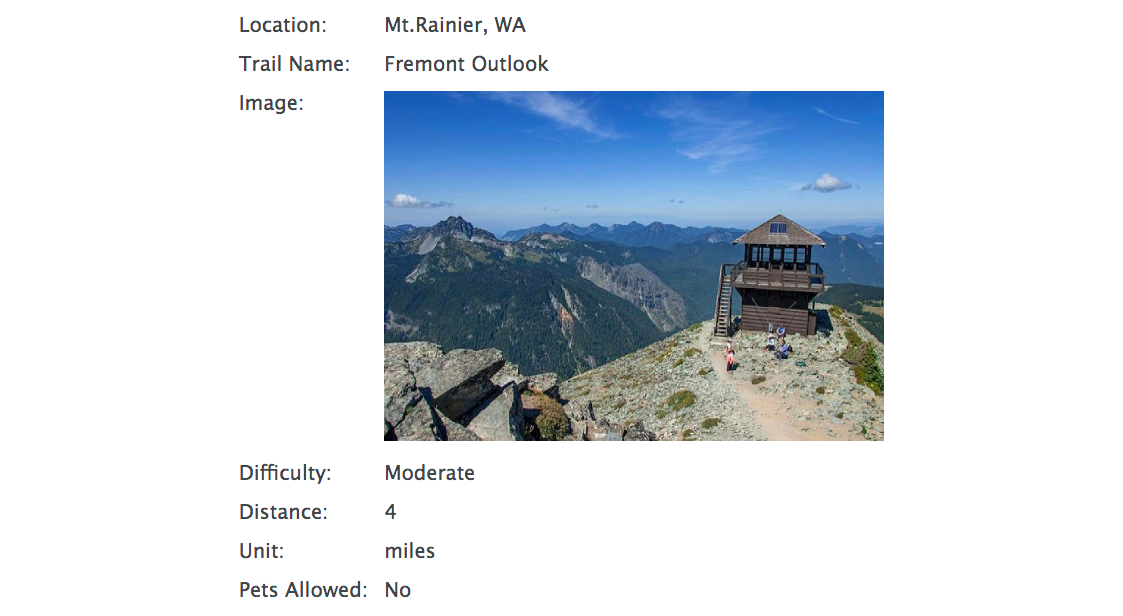 Location: Mt.Rainier, WA
Trail Name: Fremont Outlook
Image:
Difficulty: Moderate
Distance: 4
Unit: miles
Pets Allowed: No